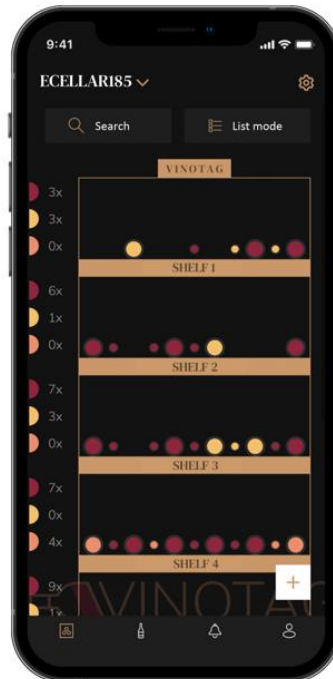 9:41
ECELLAR185
Search
List mode
VINOTAG
3x
3x
0x
SHELF 1
6x
1x
0x
SHELF 2
7x
3x
0x
SHELF 3
7x
0x
4x
SHELF 4
9x
1x
+
VINOTAG